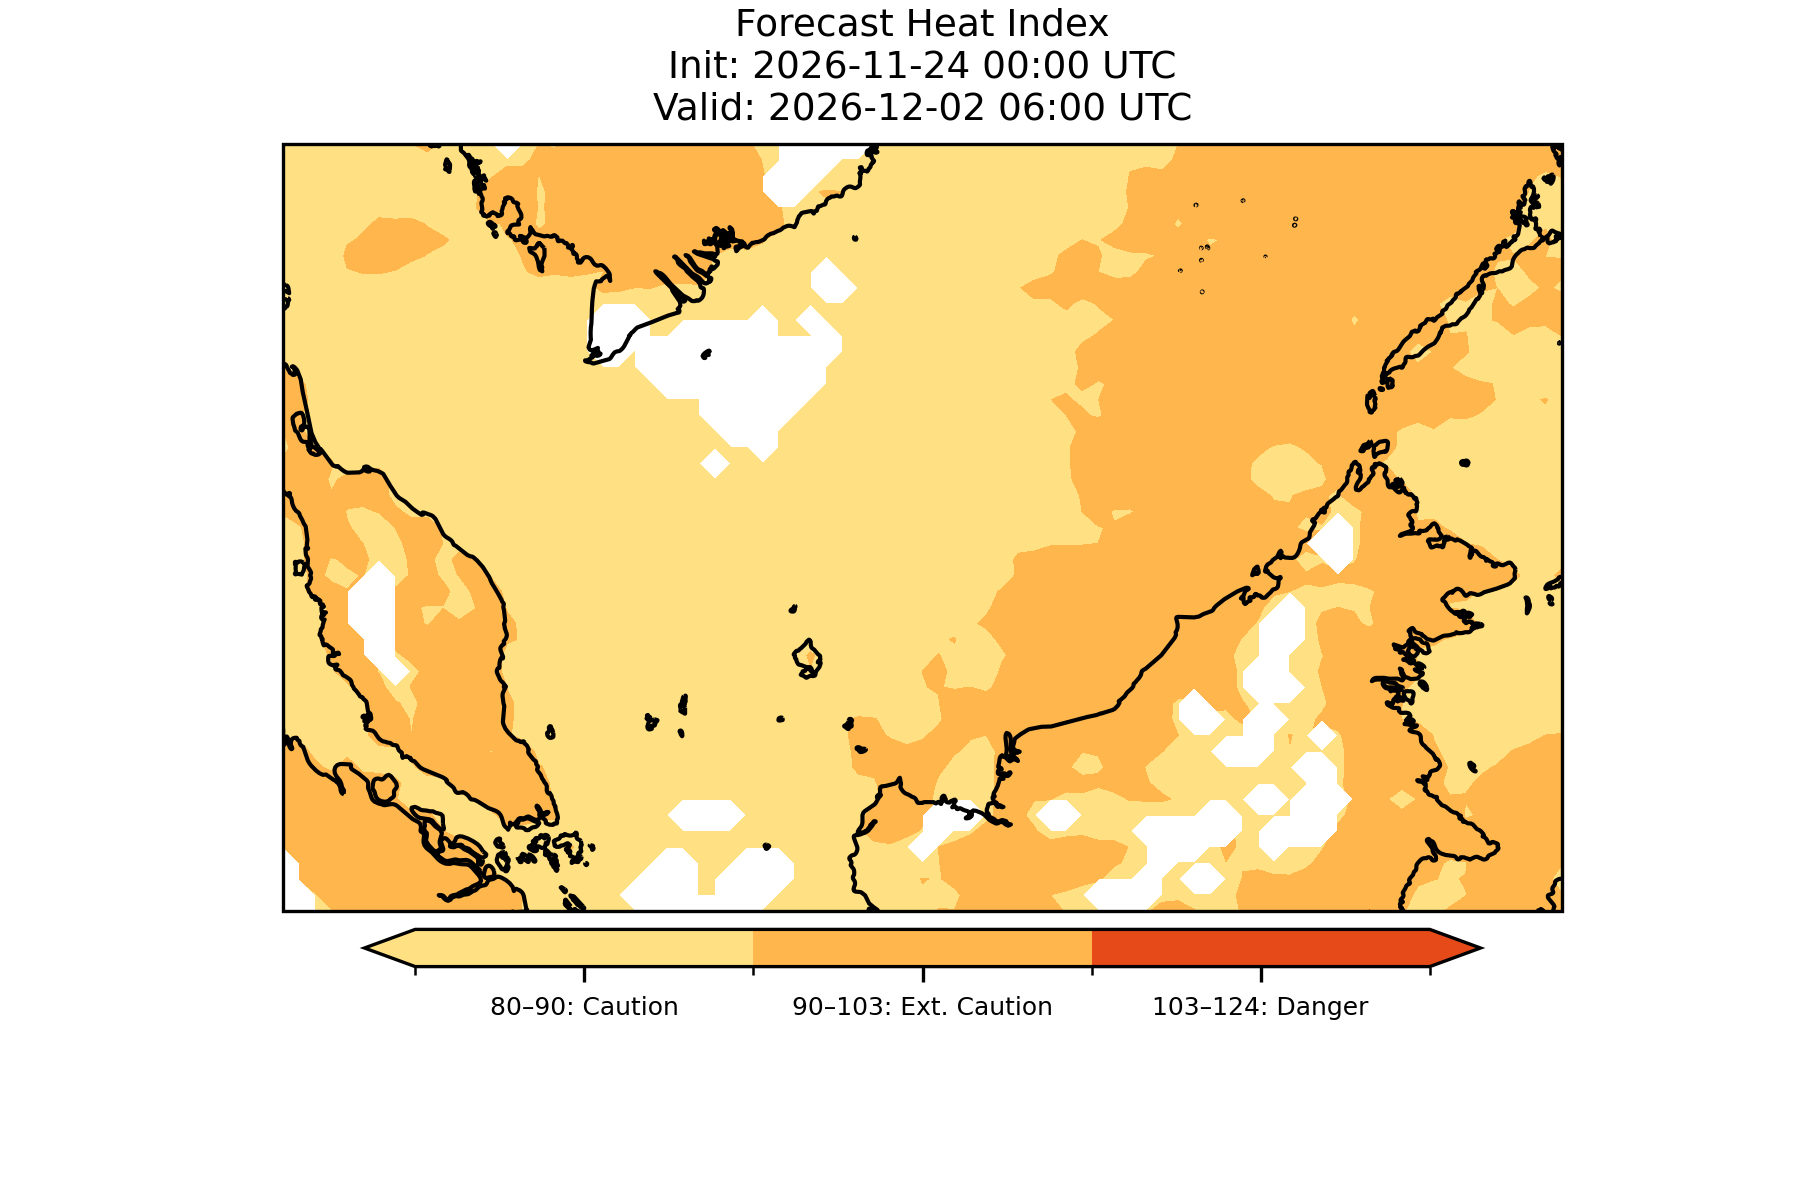 Forecast Heat Index
Init: 2026-11-24 00:00 UTC
Valid: 2026-12-02 06:00 UTC
80–90: Caution
90–103: Ext. Caution
103–124: Danger